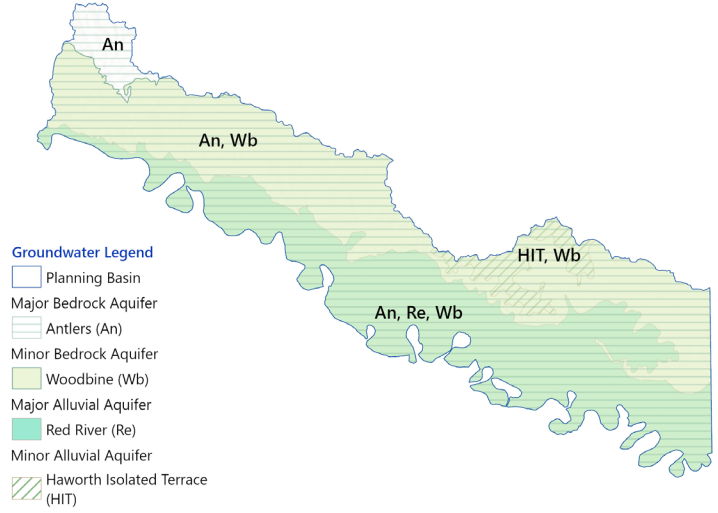 An
An, Wb
HIT, Wb
An, Re, Wb
Groundwater Legend
Planning Basin
Major Bedrock Aquifer
Antlers (An)
Minor Bedrock Aquifer
Woodbine (Wb)
Major Alluvial Aquifer
Red River (Re)
Minor Alluvial Aquifer
Haworth Isolated Terrace
(HIT)